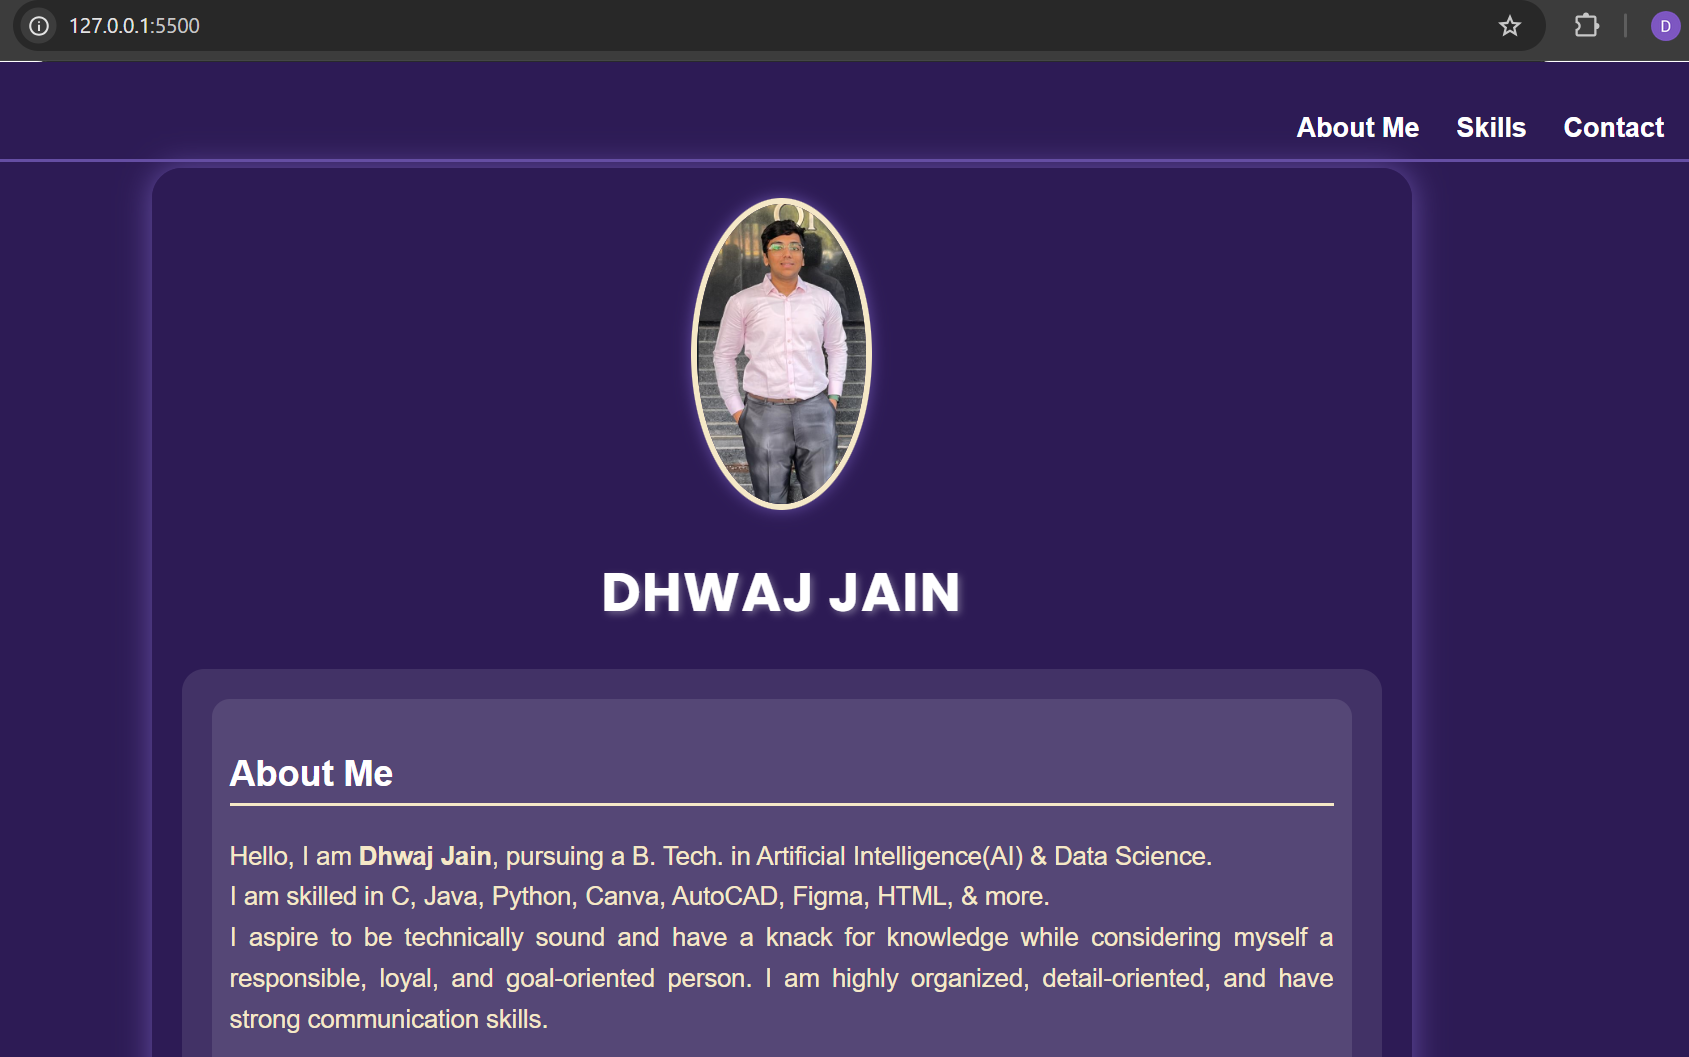 127.0.0.1:5500
D
About Me Skills Contact
DHWAJ JAIN
About Me
Hello, I am Dhwaj Jain, pursuing a B. Tech. in Artificial Intelligence(AI) & Data Science.
I am skilled in C, Java, Python, Canva, AutoCAD, Figma, HTML, & more.
I aspire to be technically sound and have a knack for knowledge while considering myself a
responsible, loyal, and goal-oriented person. I am highly organized, detail-oriented, and have
strong communication skills.